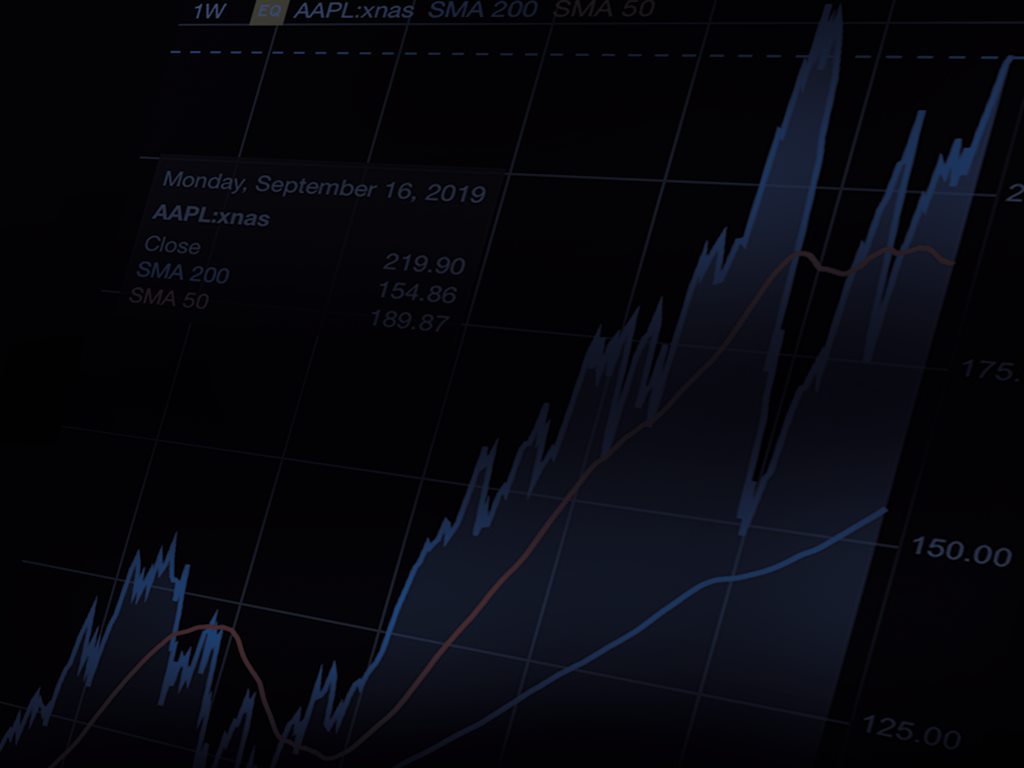 1W EQ AAPL:xnas SMA 200 SMA 50
Monday, September 16, 2019
AAPL:xnas
Close 219.90
SMA 200 154.86
SMA 50 189.87
175.
150.00
125.00